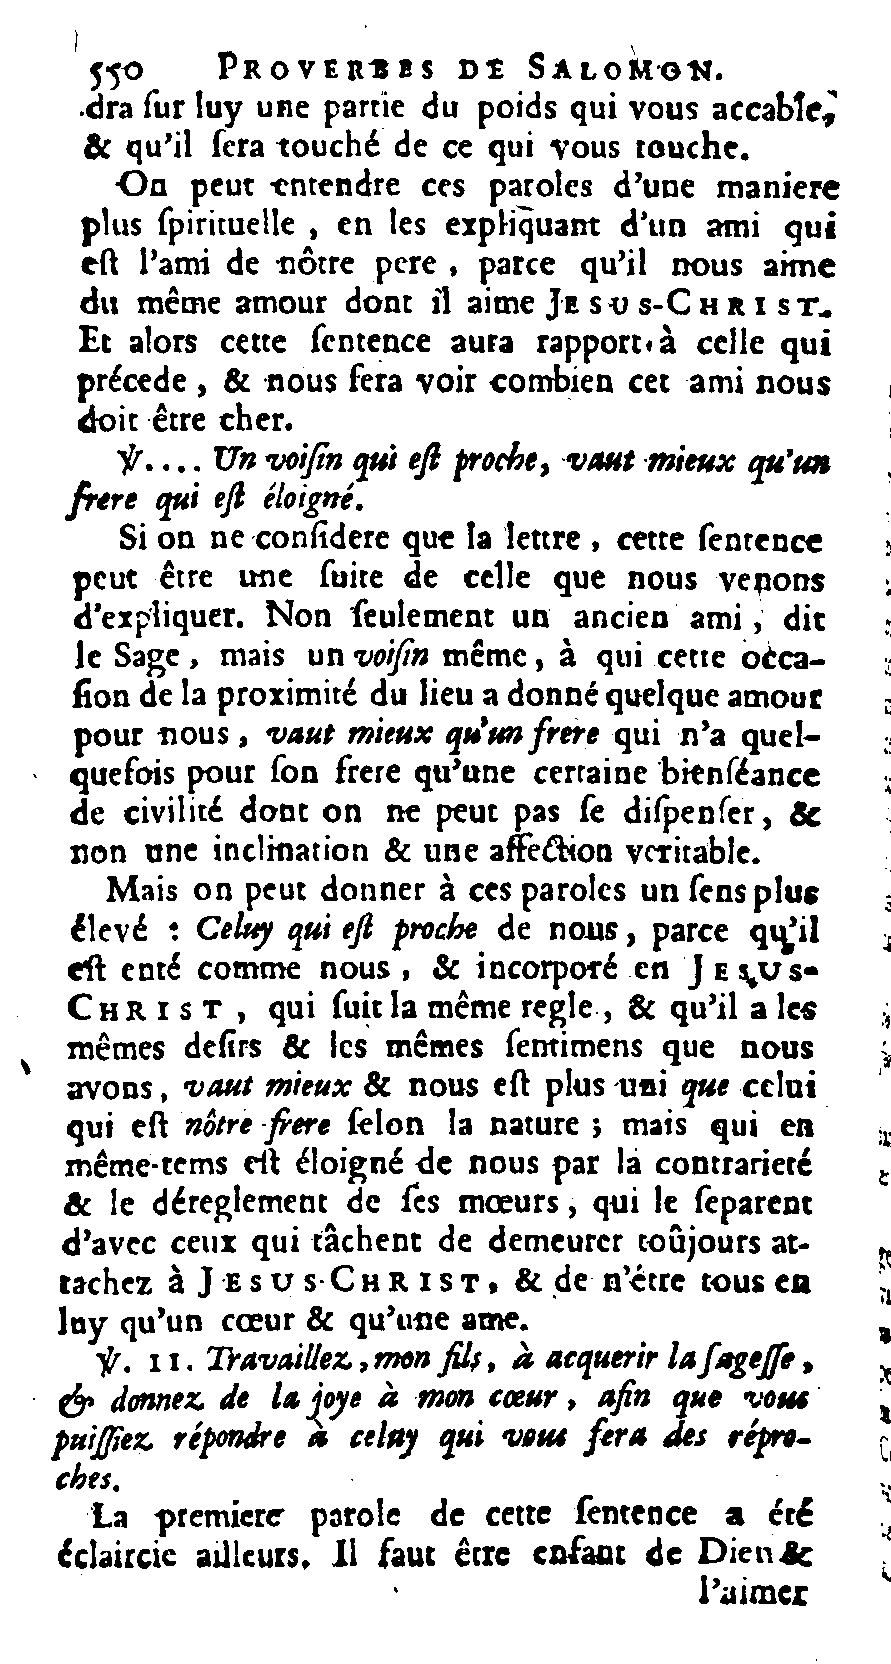 550 PROVERBES DE SALOMON.
dra ſur luy une partie du poids qui vous accable,
& qu'il ſera touché de ce qui vous touche.
On peut entendre ces paroles d'une maniere
plus ſpirituelle, en les expliquant d'un ami qui
eſt l'ami de nôtre pere, parce qu'il nous aime
du même amour dont il aime JESUS-CHRIST.
Et alors cette ſentence aura rapport à celle qui
précede, & nous fera voir combien cet ami nous
doit être cher.
℣.... Un voiſin qui eſt proche, vaut mieux qu'un
frere qui eſt éloigné.
Si on ne conſidere que la lettre, cette ſentence
peut être une ſuite de celle que nous venons
d'expliquer. Non ſeulement un ancien ami, dit
le Sage, mais un voiſin même, à qui cette occa-
ſion de la proximité du lieu a donné quelque amour
pour nous, vaut mieux qu'un frere qui n'a quel-
quefois pour ſon frere qu'une certaine bienſéance
de civilité dont on ne peut pas ſe diſpenſer, &
non une inclination & une affection veritable.
Mais on peut donner à ces paroles un ſens plus
élevé : Celuy qui eſt proche de nous, parce qu'il
eſt enté comme nous, & incorporé en JESUS-
CHRIST, qui ſuit la même regle, & qu'il a les
mêmes deſirs & les mêmes ſentimens que nous
avons, vaut mieux & nous eſt plus uni que celui
qui eſt nôtre frere ſelon la nature ; mais qui en
même-tems eſt éloigné de nous par la contrarieté
& le déreglement de ſes mœurs, qui le ſeparent
d'avec ceux qui tâchent de demeurer toûjours at-
tachez à JESUS-CHRIST, & de n'étre tous en
luy qu'un cœur & qu'une ame.
℣. 11. Travaillez, mon fils, à acquerir la ſageſſe,
& donnez de la joye à mon cœur, afin que vous
puiſſiez répondre à celuy qui vous fera des répro-
ches.
La premiere parole de cette ſentence a été
éclaircie ailleurs. Il faut être enfant de Dieu &
l'aimer